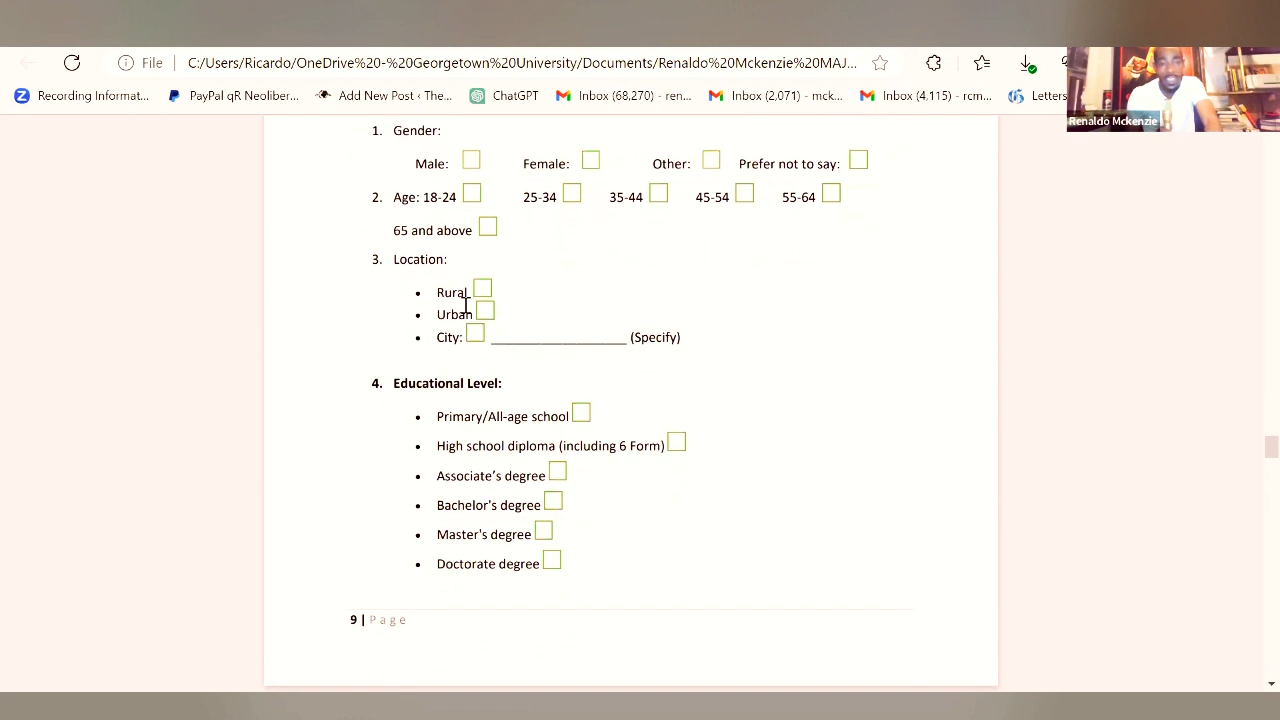 File C:/Users/Ricardo/OneDrive%20-%20Georgetown%20University/Documents/Renaldo%20Mckenzie%20MAJ...
Recording Informat... PayPal qR Neoliber... Add New Post ‹ The... ChatGPT Inbox (68,270) - ren... Inbox (2,071) - mck... Inbox (4,115) - rcm... Letters
Renaldo Mckenzie
1. Gender:
Male: Female: Other: Prefer not to say:
2. Age: 18-24 25-34 35-44 45-54 55-64
65 and above
3. Location:
• Rural
• Urban
• City: ____________________ (Specify)
4. Educational Level:
• Primary/All-age school
• High school diploma (including 6 Form)
• Associate’s degree
• Bachelor's degree
• Master's degree
• Doctorate degree
9 | Page